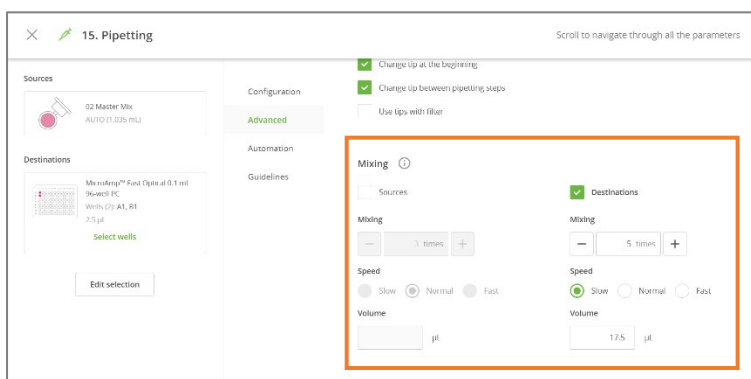 15. Pipetting
Scroll to navigate through all the parameters
Sources
02 Master Mix
AUTO (1.035 mL)
Destinations
MicroAmp™ Fast Optical 0.1 ml
96-well PC
Wells (2): A1, B1
2.5 µl
Select wells
Edit selection
Configuration
Advanced
Automation
Guidelines
Change tip at the beginning
Change tip between pipetting steps
Use tips with filter
Mixing
Sources
Destinations
Mixing
Mixing
3 times
5 times
Speed
Speed
Slow Normal Fast
Slow Normal Fast
Volume
Volume
µl
17.5 µl